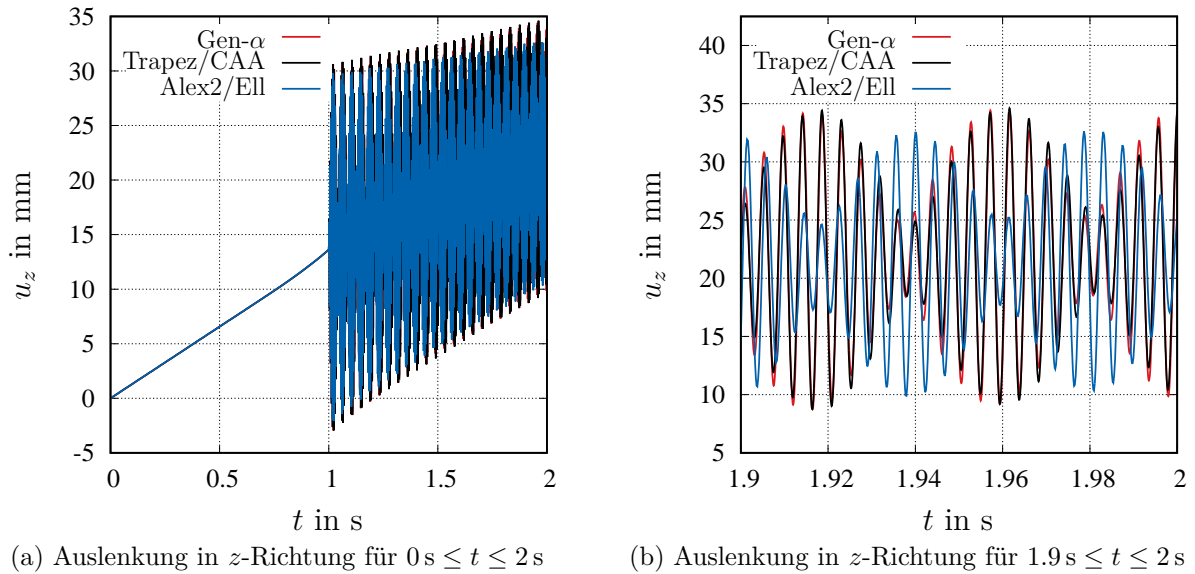 35
30
25
20
15
10
5
0
-5
u_z in mm
Gen-α
Trapez/CAA
Alex2/Ell
0
0.5
1
1.5
2
t in s
(a) Auslenkung in z-Richtung für 0 s ≤ t ≤ 2 s
40
35
30
25
20
15
10
5
u_z in mm
Gen-α
Trapez/CAA
Alex2/Ell
1.9
1.92
1.94
1.96
1.98
2
t in s
(b) Auslenkung in z-Richtung für 1.9 s ≤ t ≤ 2 s